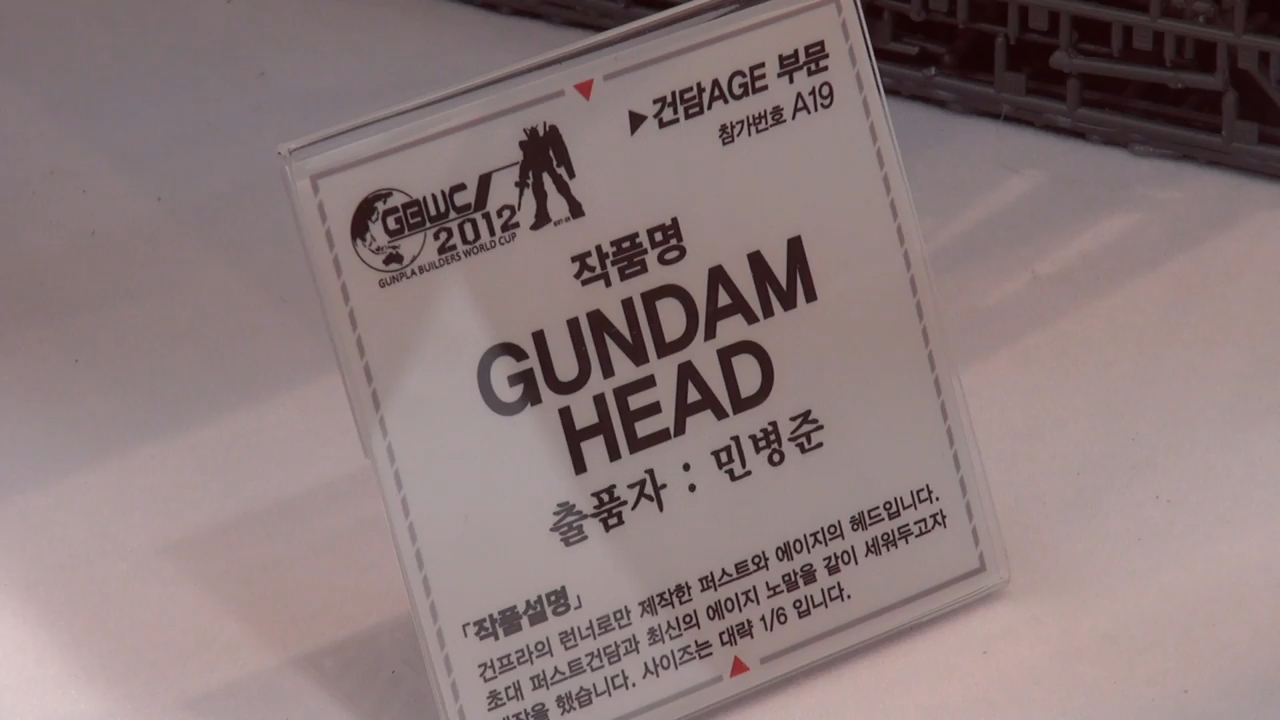 ▶건담AGE 부문
참가번호 A19
GBWC
2012
GUNPLA BUILDERS WORLD CUP
작품명
GUNDAM
HEAD
출품자 : 민병준
「작품설명」
건프라의 런너로만 제작한 퍼스트와 에이지의 헤드입니다.
초대 퍼스트건담과 최신의 에이지 노말을 같이 세워두고자
했습니다. 사이즈는 대략 1/6 입니다.